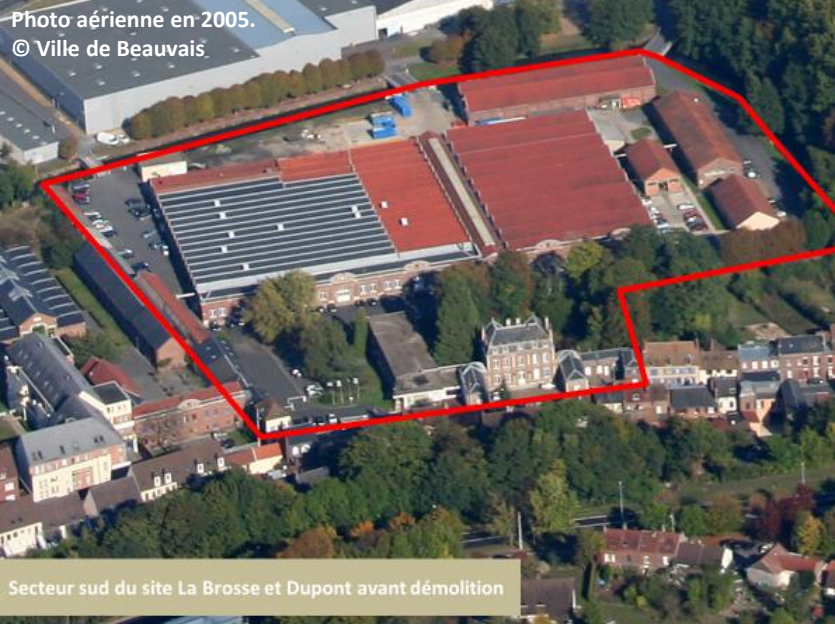 Photo aérienne en 2005.
© Ville de Beauvais
Secteur sud du site La Brosse et Dupont avant démolition